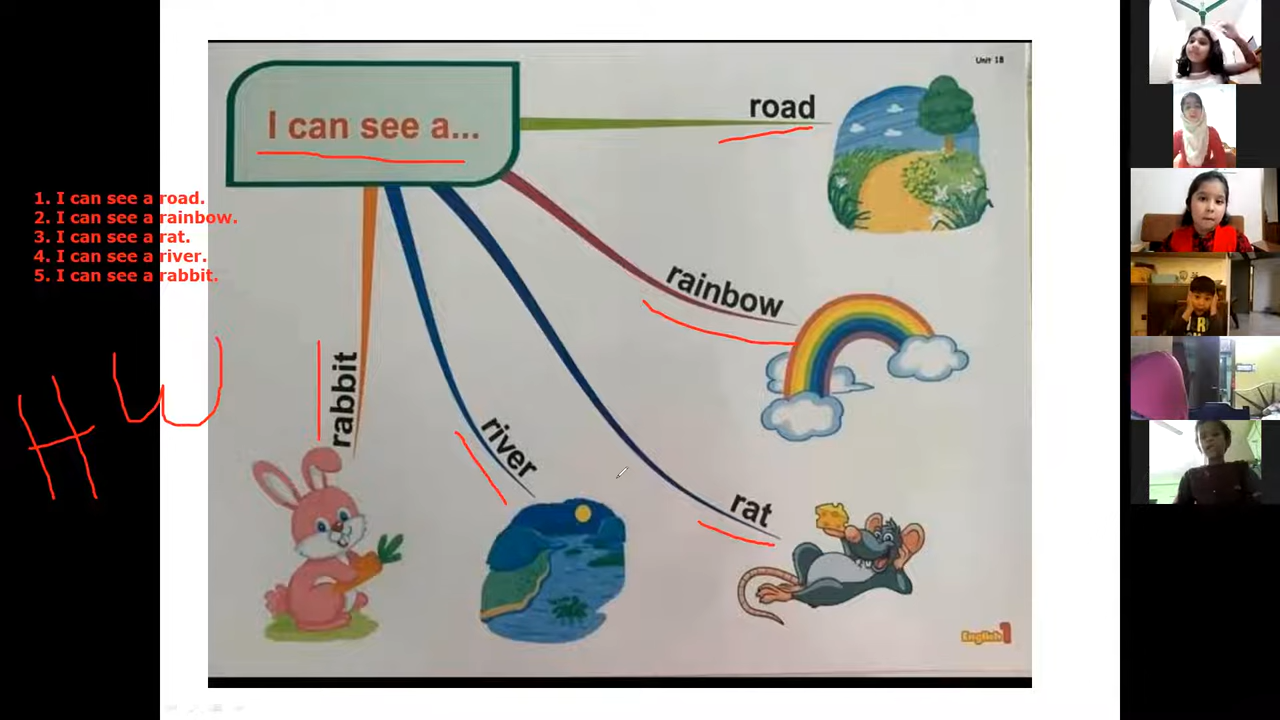 Unit 18
I can see a...
road
1. I can see a road.
2. I can see a rainbow.
3. I can see a rat.
4. I can see a river.
5. I can see a rabbit.
rainbow
H W
rabbit
river
rat
English 1